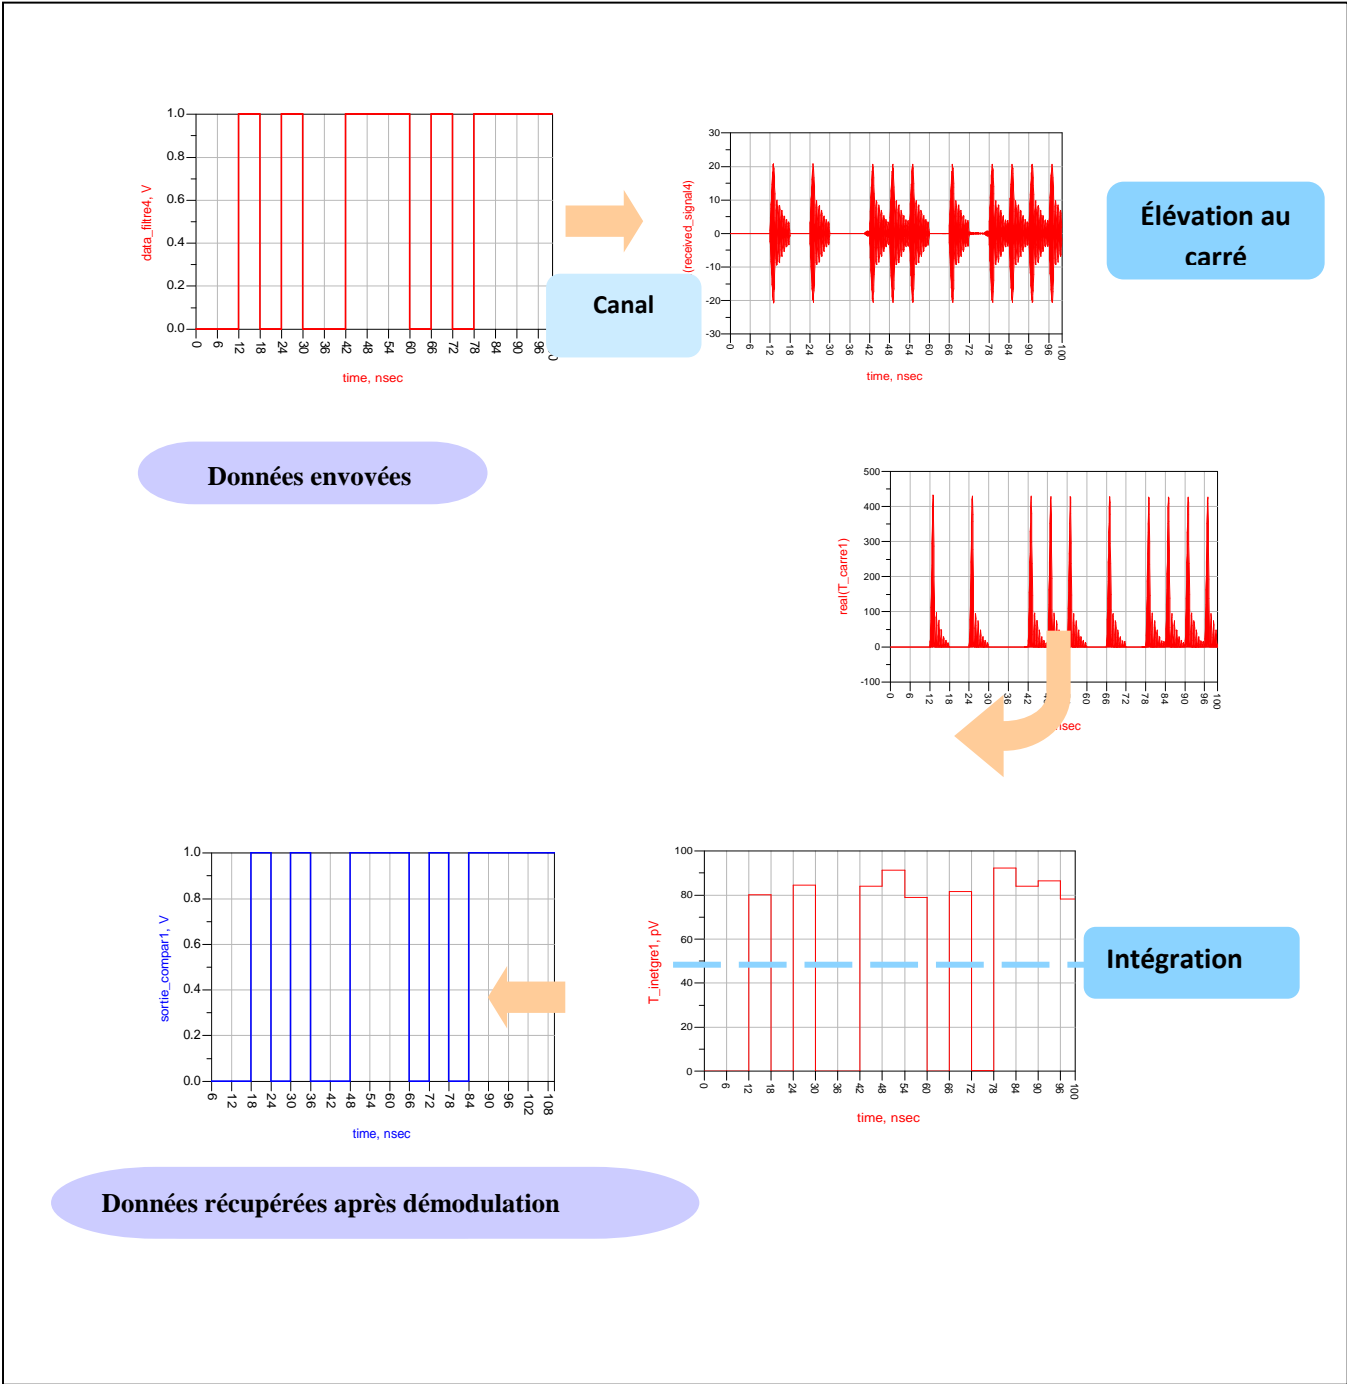 1.0
0.8
0.6
0.4
0.2
0.0
data_filtre4, V
0 6 12 18 24 30 36 42 48 54 60 66 72 78 84 90 96
time, nsec
Canal
30
20
10
0
-10
-20
-30
(received_signal4)
0 6 12 18 24 30 36 42 48 54 60 66 72 78 84 90 96 100
time, nsec
Élévation au
carré
Données envoyées
500
400
300
200
100
0
-100
real(T_carre1)
0 6 12 18 24 30 36 42 54 60 66 72 78 84 90 96 100
nsec
1.0
0.8
0.6
0.4
0.2
0.0
sortie_compar1, V
6 12 18 24 30 36 42 48 54 60 66 72 78 84 90 96 102 108
time, nsec
100
80
60
40
20
0
T_inetgre1, pV
0 6 12 18 24 30 36 42 48 54 60 66 72 78 84 90 96 100
time, nsec
Intégration
Données récupérées après démodulation